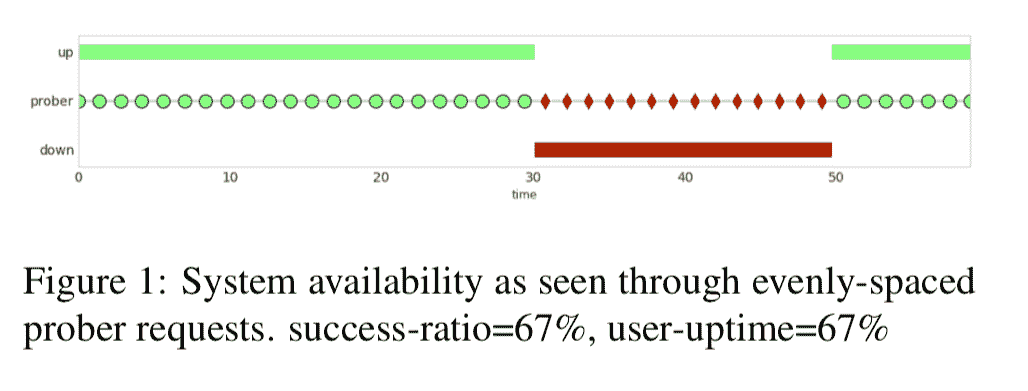 up
prober
down
0 10 20 30 40 50
time
Figure 1: System availability as seen through evenly-spaced
prober requests. success-ratio=67%, user-uptime=67%